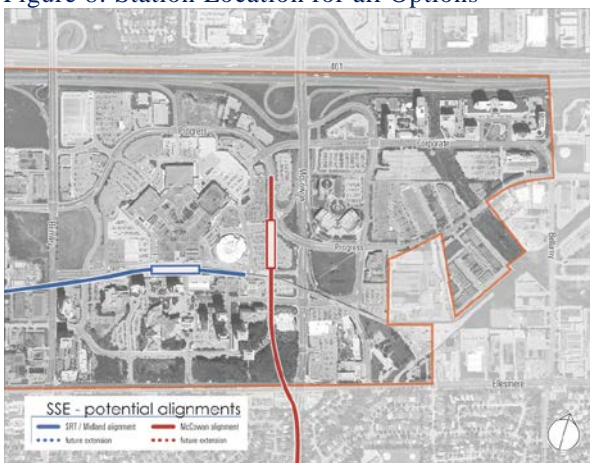 Figure 8: Station Location for all Options
401
Progress
Corporate
McCowan
Brimley
Progress
Bellamy
Ellesmere
SSE - potential alignments
SRT / Midland alignment
McCowan alignment
future extension
future extension